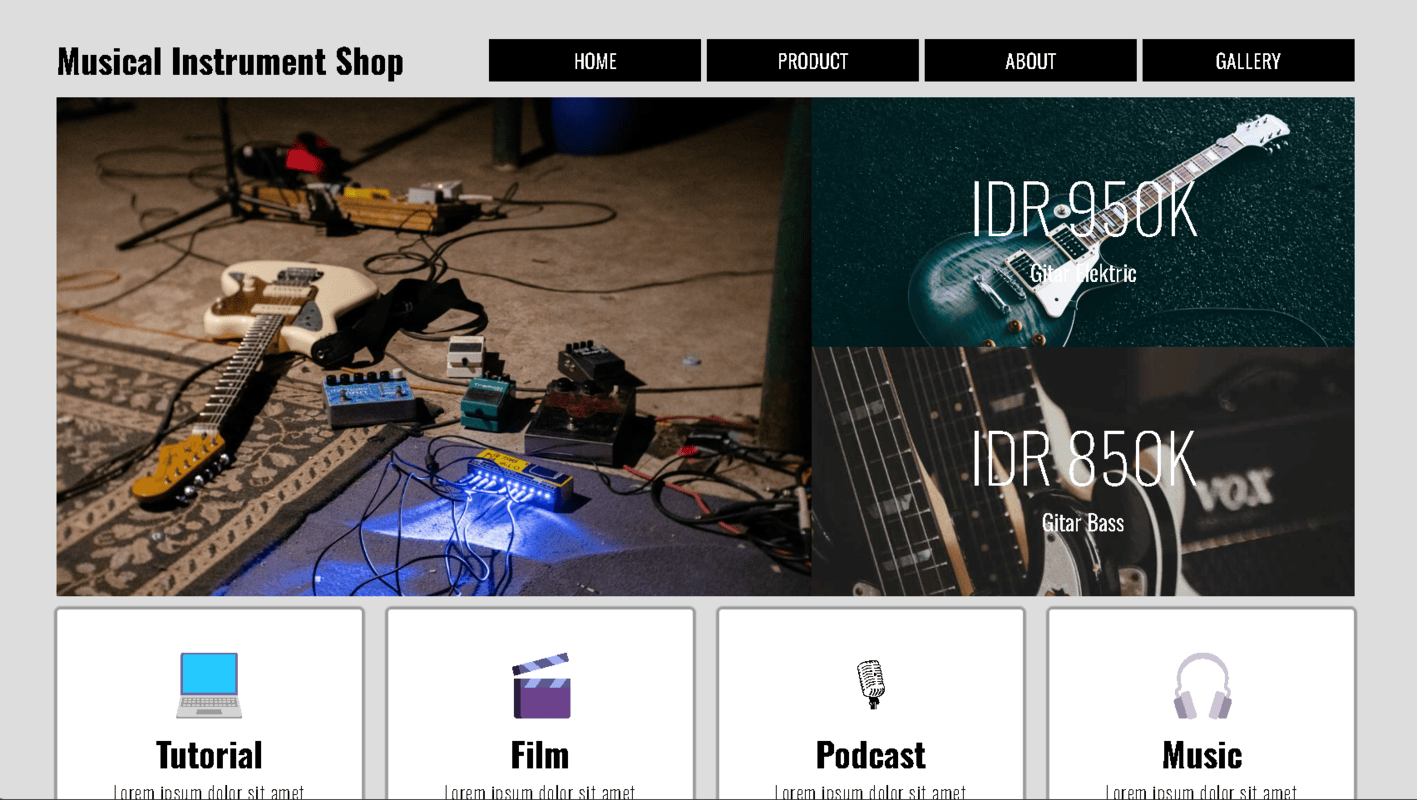 Musical Instrument Shop
HOME
PRODUCT
ABOUT
GALLERY
IDR 950K
Gitar Elektric
IDR 850K
Gitar Bass
VOX
Tutorial
Film
Podcast
Music
Lorem ipsum dolor sit amet
Lorem ipsum dolor sit amet
Lorem ipsum dolor sit amet
Lorem ipsum dolor sit amet